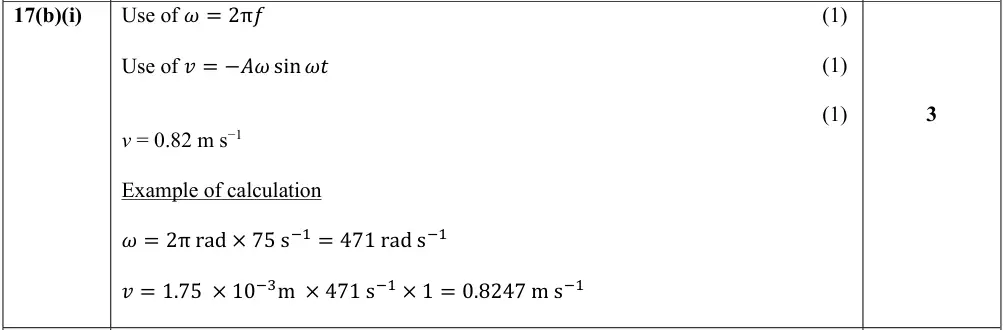 17(b)(i) Use of 𝜔 = 2π𝑓 (1)
Use of 𝑣 = −𝐴𝜔 sin 𝜔𝑡 (1)
(1) 3
v = 0.82 m s⁻¹
Example of calculation
𝜔 = 2π rad × 75 s⁻¹ = 471 rad s⁻¹
𝑣 = 1.75 × 10⁻³m × 471 s⁻¹ × 1 = 0.8247 m s⁻¹